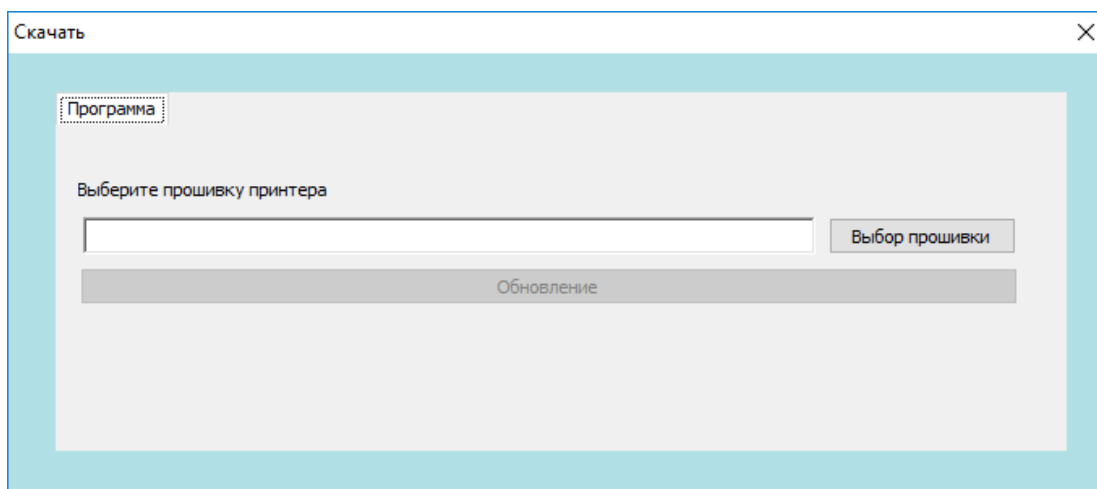 Скачать
Программа
Выберите прошивку принтера
Выбор прошивки
Обновление